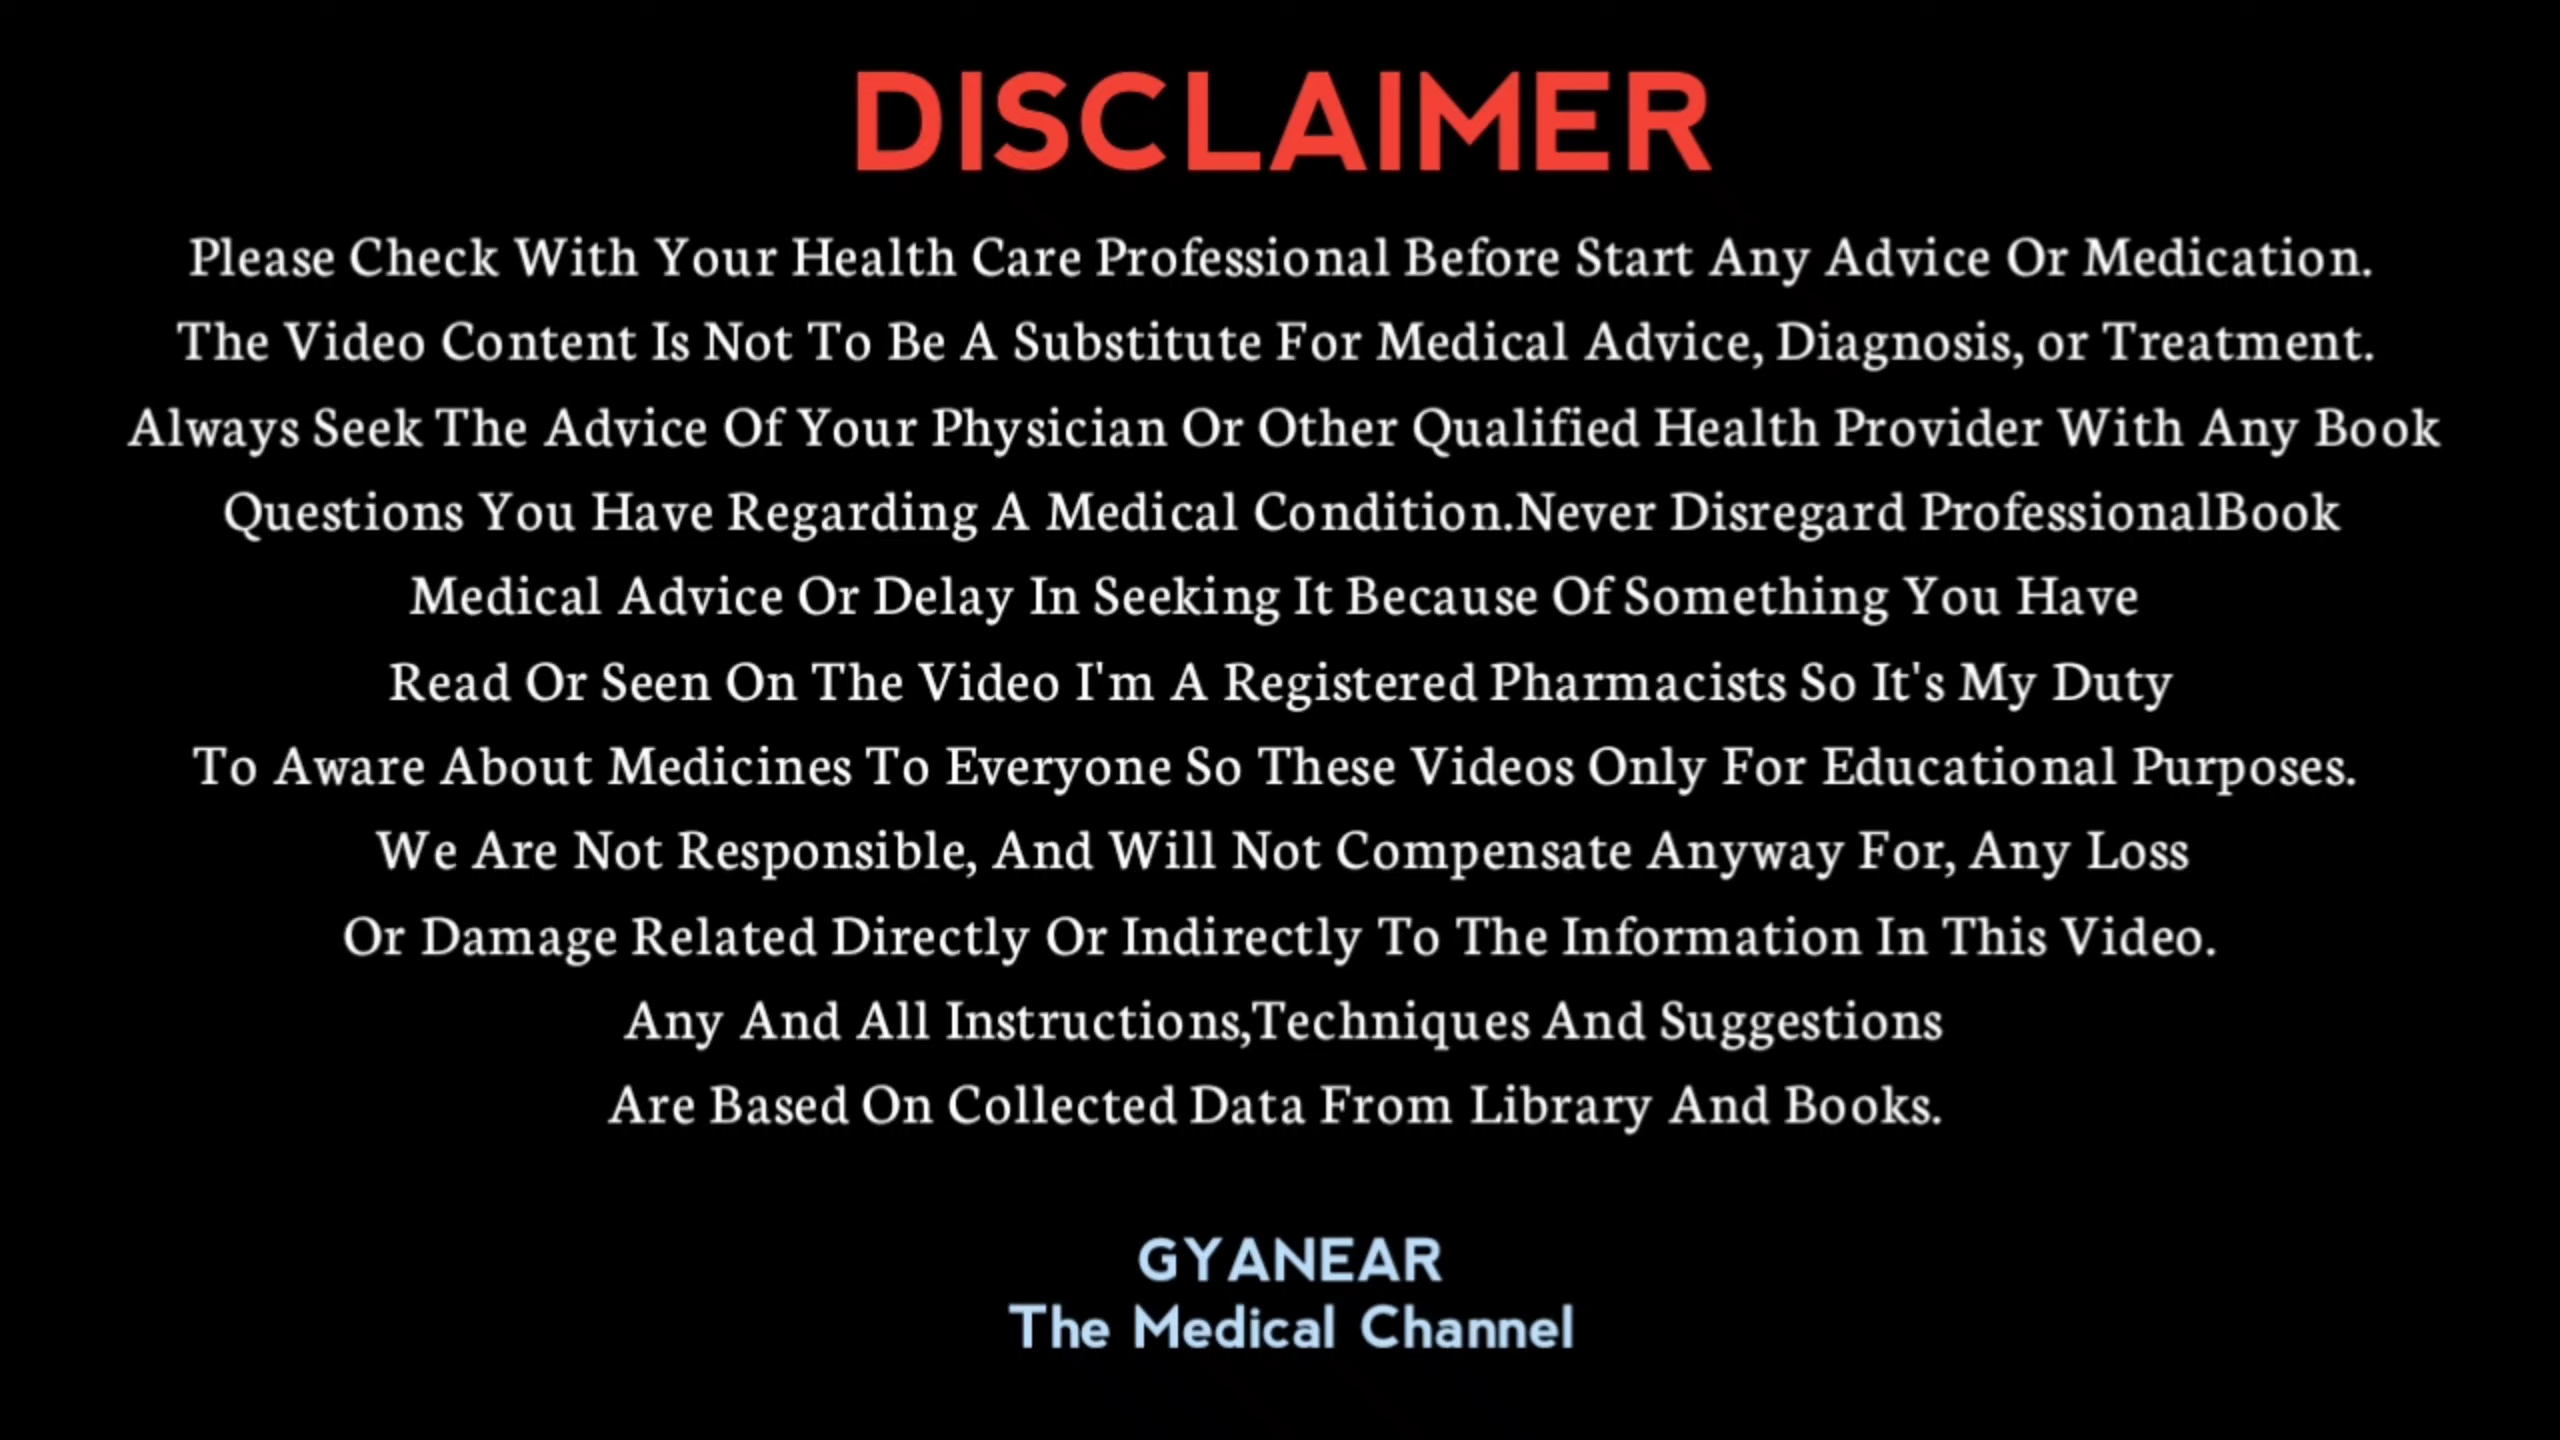 DISCLAIMER
Please Check With Your Health Care Professional Before Start Any Advice Or Medication.
The Video Content Is Not To Be A Substitute For Medical Advice, Diagnosis, or Treatment.
Always Seek The Advice Of Your Physician Or Other Qualified Health Provider With Any Book
Questions You Have Regarding A Medical Condition.Never Disregard ProfessionalBook
Medical Advice Or Delay In Seeking It Because Of Something You Have
Read Or Seen On The Video I'm A Registered Pharmacists So It's My Duty
To Aware About Medicines To Everyone So These Videos Only For Educational Purposes.
We Are Not Responsible, And Will Not Compensate Anyway For, Any Loss
Or Damage Related Directly Or Indirectly To The Information In This Video.
Any And All Instructions,Techniques And Suggestions
Are Based On Collected Data From Library And Books.
GYANEAR
The Medical Channel